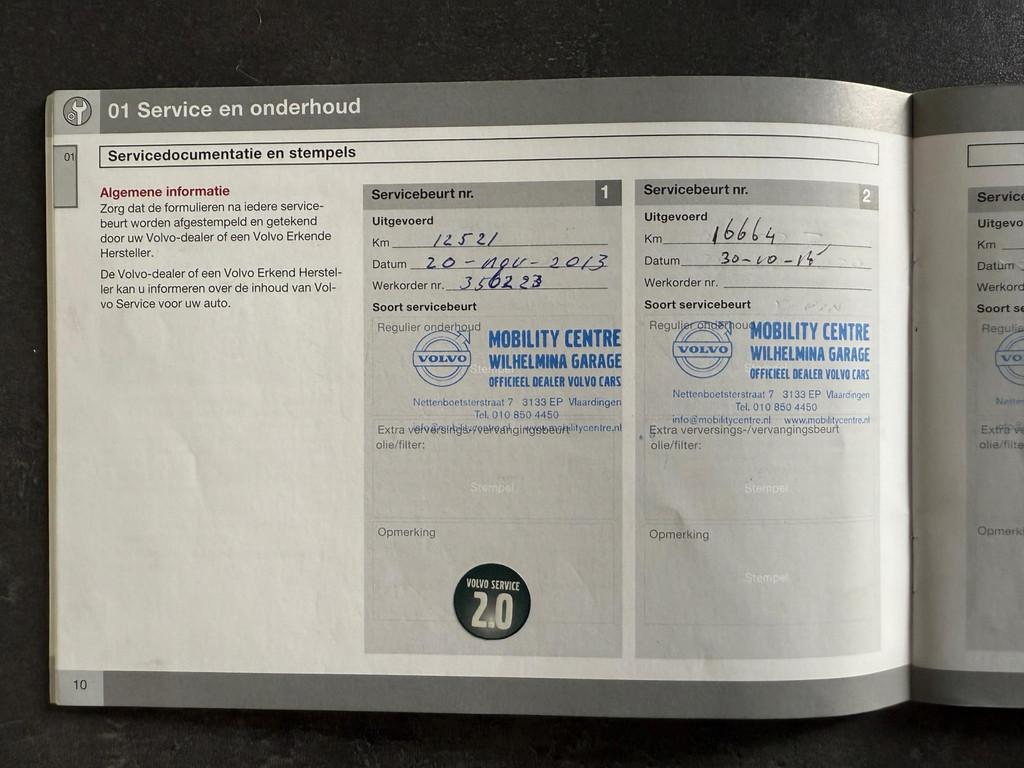 01 Service en onderhoud
01
Servicedocumentatie en stempels
Algemene informatie
Zorg dat de formulieren na iedere service-
beurt worden afgestempeld en getekend
door uw Volvo-dealer of een Volvo Erkende
Hersteller.
De Volvo-dealer of een Volvo Erkend Herstel-
ler kan u informeren over de inhoud van Vol-
vo Service voor uw auto.
Servicebeurt nr. 1
Uitgevoerd
Km 12521
Datum 20-nov-2013
Werkorder nr. 356223
Soort servicebeurt
Regulier onderhoud
VOLVO
MOBILITY CENTRE
WILHELMINA GARAGE
OFFICIEEL DEALER VOLVO CARS
Stempel
Nettenboetsterstraat 7 3133 EP Vlaardingen
Tel. 010 850 4450
info@mobilitycentre.nl www.mobilitycentre.nl
Extra verversings-/vervangingsbeurt
olie/filter:
Stempel
Opmerking
VOLVO SERVICE
2.0
Servicebeurt nr. 2
Uitgevoerd
Km 16664
Datum 30-10-
Werkorder nr.
Soort servicebeurt
Regulier onderhoud
VOLVO
MOBILITY CENTRE
WILHELMINA GARAGE
OFFICIEEL DEALER VOLVO CARS
Nettenboetsterstraat 7 3133 EP Vlaardingen
Tel. 010 850 4450
info@mobilitycentre.nl www.mobilitycentre.nl
Extra verversings-/vervangingsbeurt
olie/filter:
Stempel
Opmerking
Stempel
10
Service
Uitgevo
Km
Datum
Werkord
Soort se
Regulie
VO
Extra ve
olie/filte
Opmerki